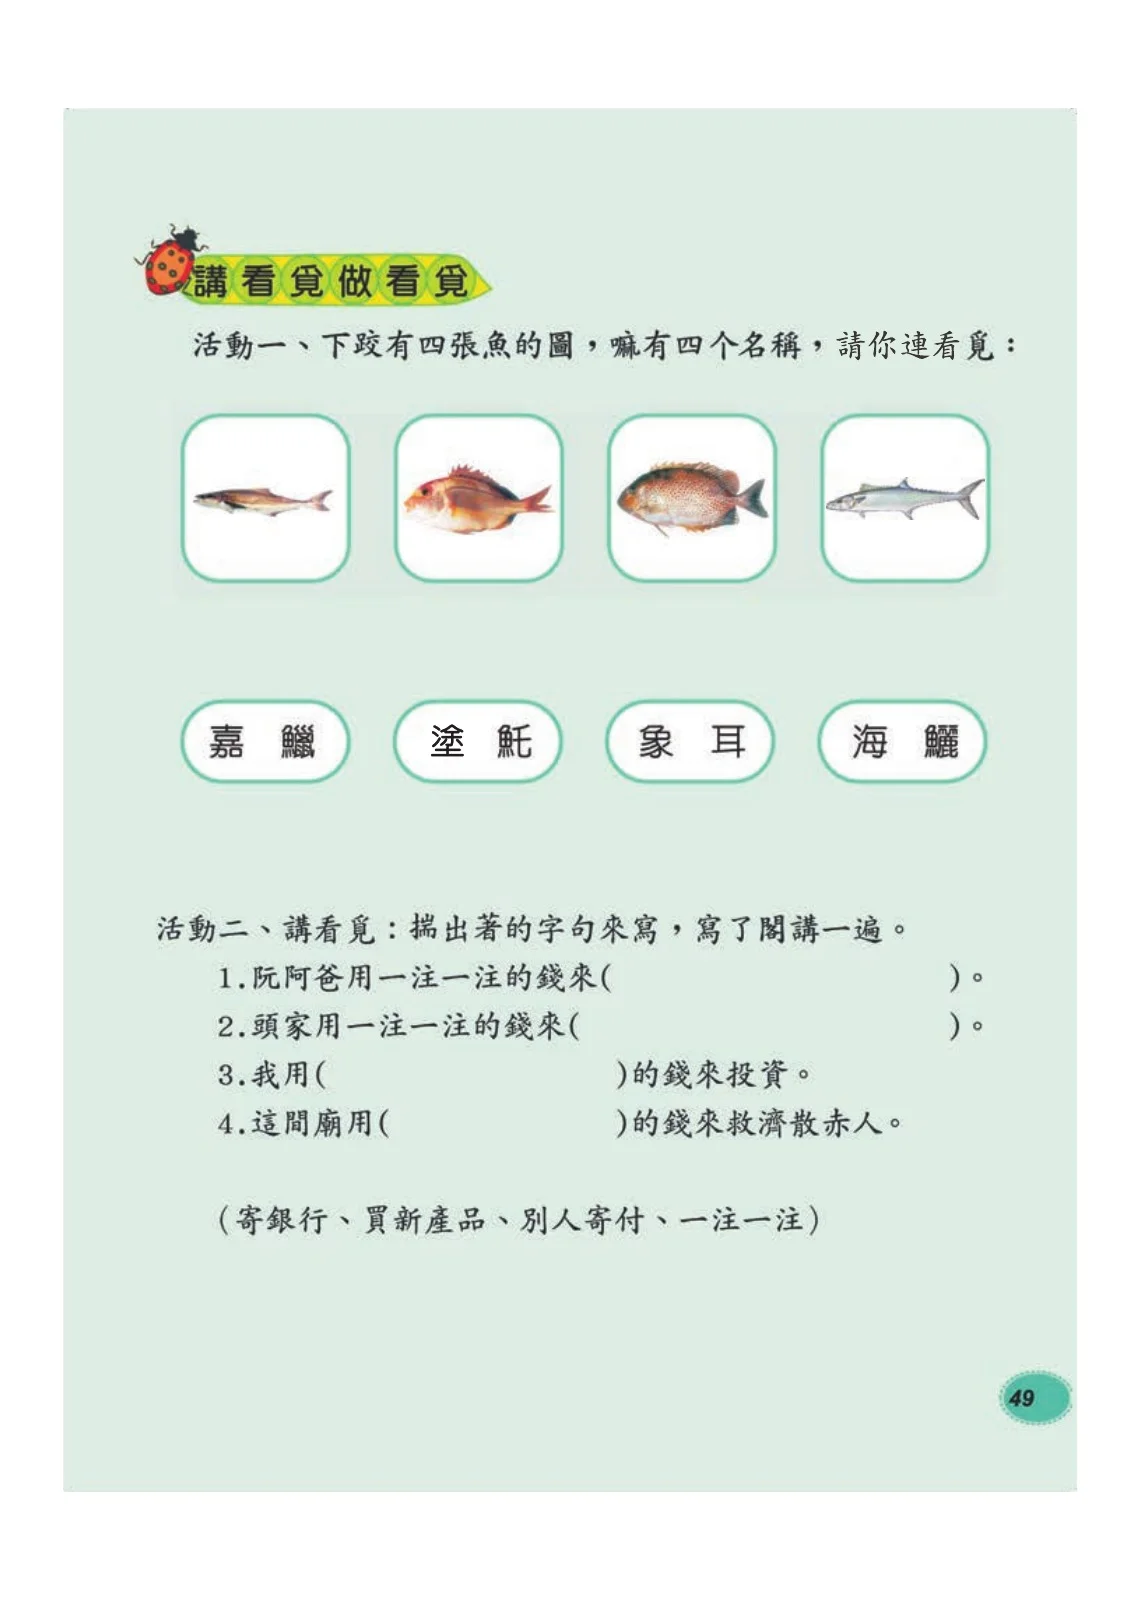 講看覓做看覓
活動一、下跤有四張魚的圖，嘛有四个名稱，請你連看覓：
嘉鱲 塗魠 象耳 海鱺
活動二、講看覓：揣出著的字句來寫，寫了閣講一遍。
1.阮阿爸用一注一注的錢來( )。
2.頭家用一注一注的錢來( )。
3.我用( )的錢來投資。
4.這間廟用( )的錢來救濟散赤人。
(寄銀行、買新產品、別人寄付、一注一注)
49